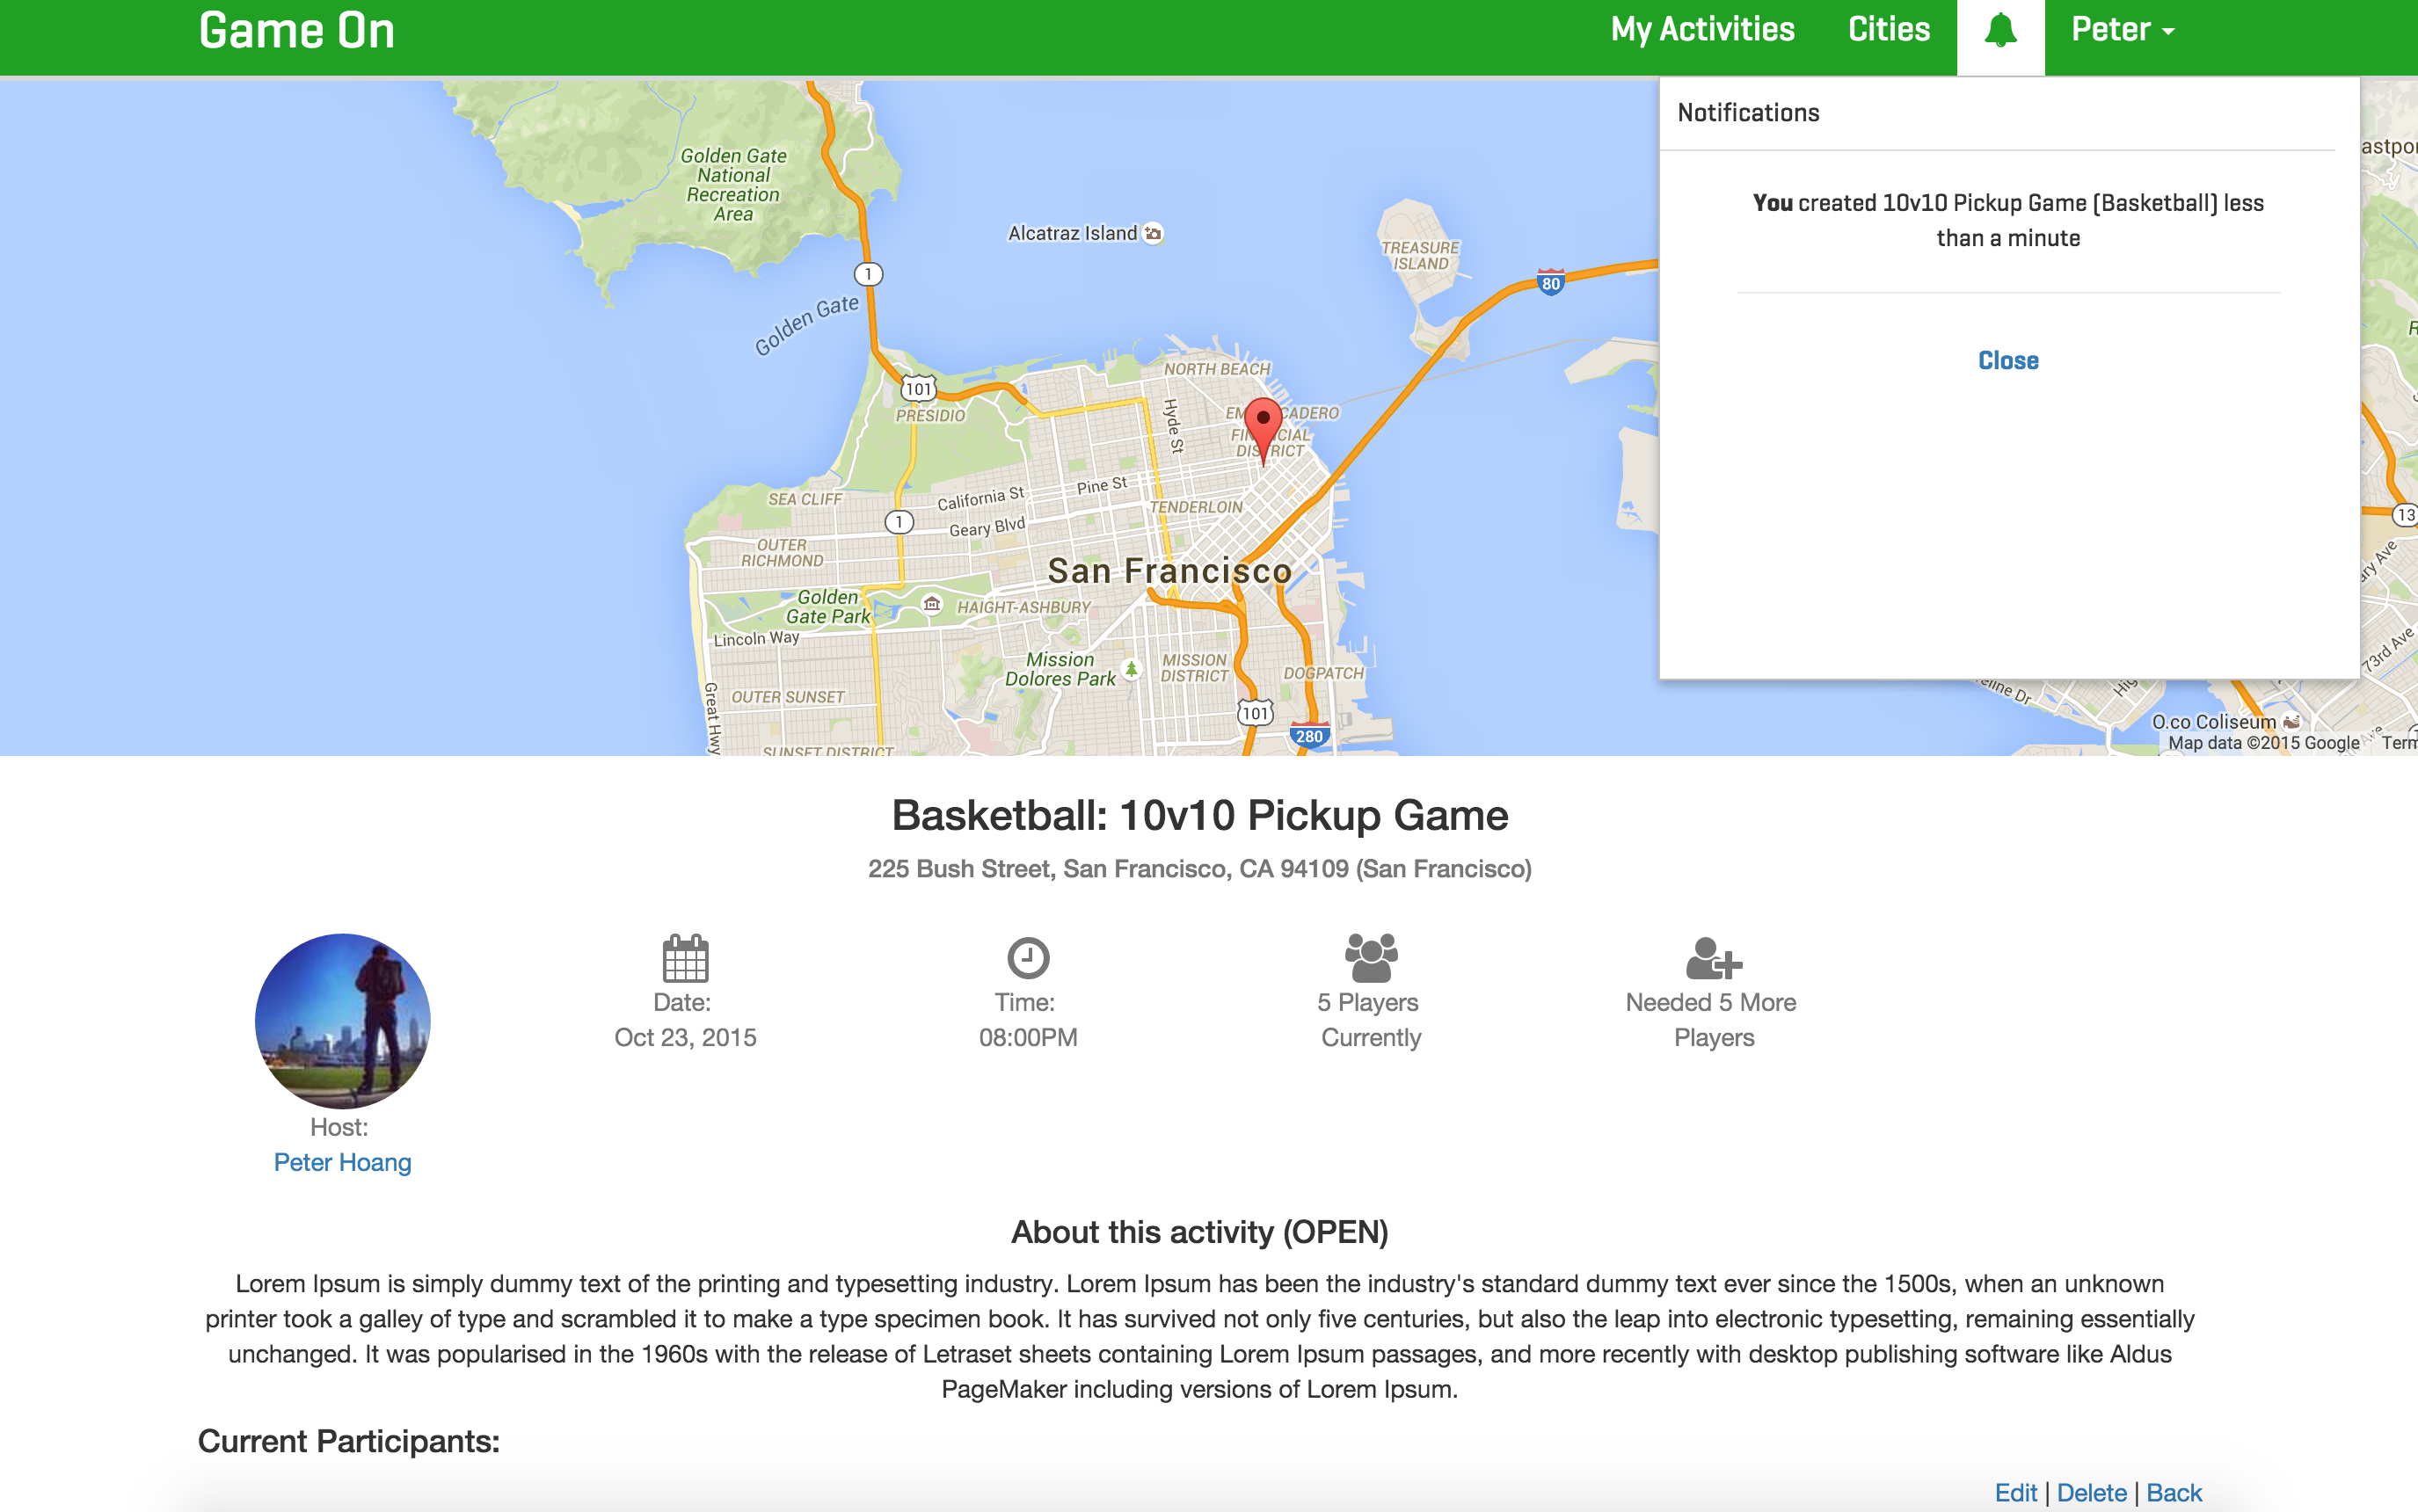 Game On
My Activities
Cities
Peter
Notifications
You created 10v10 Pickup Game (Basketball) less
than a minute
Close
Golden Gate
National
Recreation
Area
Alcatraz Island
TREASURE
ISLAND
1
80
Golden Gate
101
NORTH BEACH
PRESIDIO
Hyde St
FINANCIAL
DISTRICT
SEA CLIFF
California St
Pine St
TENDERLOIN
1
Geary Blvd
OUTER
RICHMOND
San Francisco
Golden
Gate Park
HAIGHT-ASHBURY
Lincoln Way
Mission
Dolores Park
MISSION
DISTRICT
DOGPATCH
OUTER SUNSET
Great Hwy
101
280
SUNSET DISTRICT
13
73rd Ave
O.co Coliseum
Map data ©2015 Google
Basketball: 10v10 Pickup Game
225 Bush Street, San Francisco, CA 94109 (San Francisco)
Date:
Oct 23, 2015
Time:
08:00PM
5 Players
Currently
Needed 5 More
Players
Host:
Peter Hoang
About this activity (OPEN)
Lorem Ipsum is simply dummy text of the printing and typesetting industry. Lorem Ipsum has been the industry's standard dummy text ever since the 1500s, when an unknown
printer took a galley of type and scrambled it to make a type specimen book. It has survived not only five centuries, but also the leap into electronic typesetting, remaining essentially
unchanged. It was popularised in the 1960s with the release of Letraset sheets containing Lorem Ipsum passages, and more recently with desktop publishing software like Aldus
PageMaker including versions of Lorem Ipsum.
Current Participants:
Edit | Delete | Back